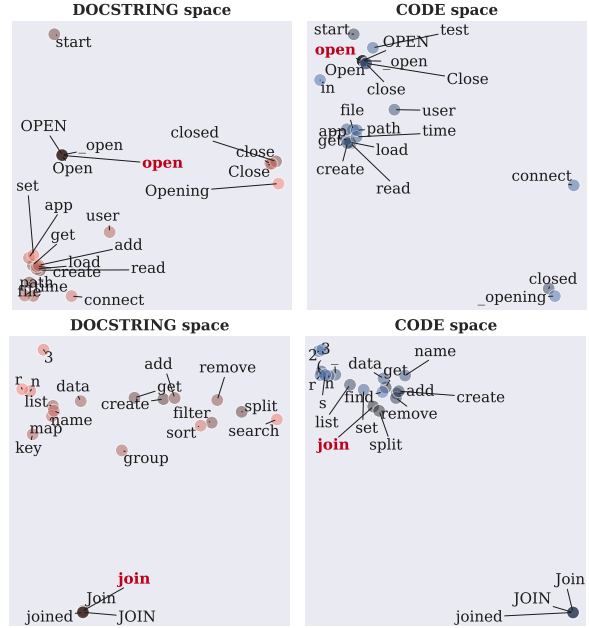 DOCSTRING space
start
OPEN
_open
open
Open
closed
close
Close
Opening
set
app
get
user
add
load
create
read
path
time
file
connect
CODE space
start
test
OPEN
open
_open
Open
Close
in
close
file
user
app
path
time
get
load
create
read
connect
closed
_opening
DOCSTRING space
3
r
n
data
add
remove
get
create
list
name
map
filter
split
sort
search
key
group
join
Join
joined
JOIN
CODE space
3
2
(
_
name
data
get
r
n
find
add
create
s
list
set
remove
join
split
Join
JOIN
joined